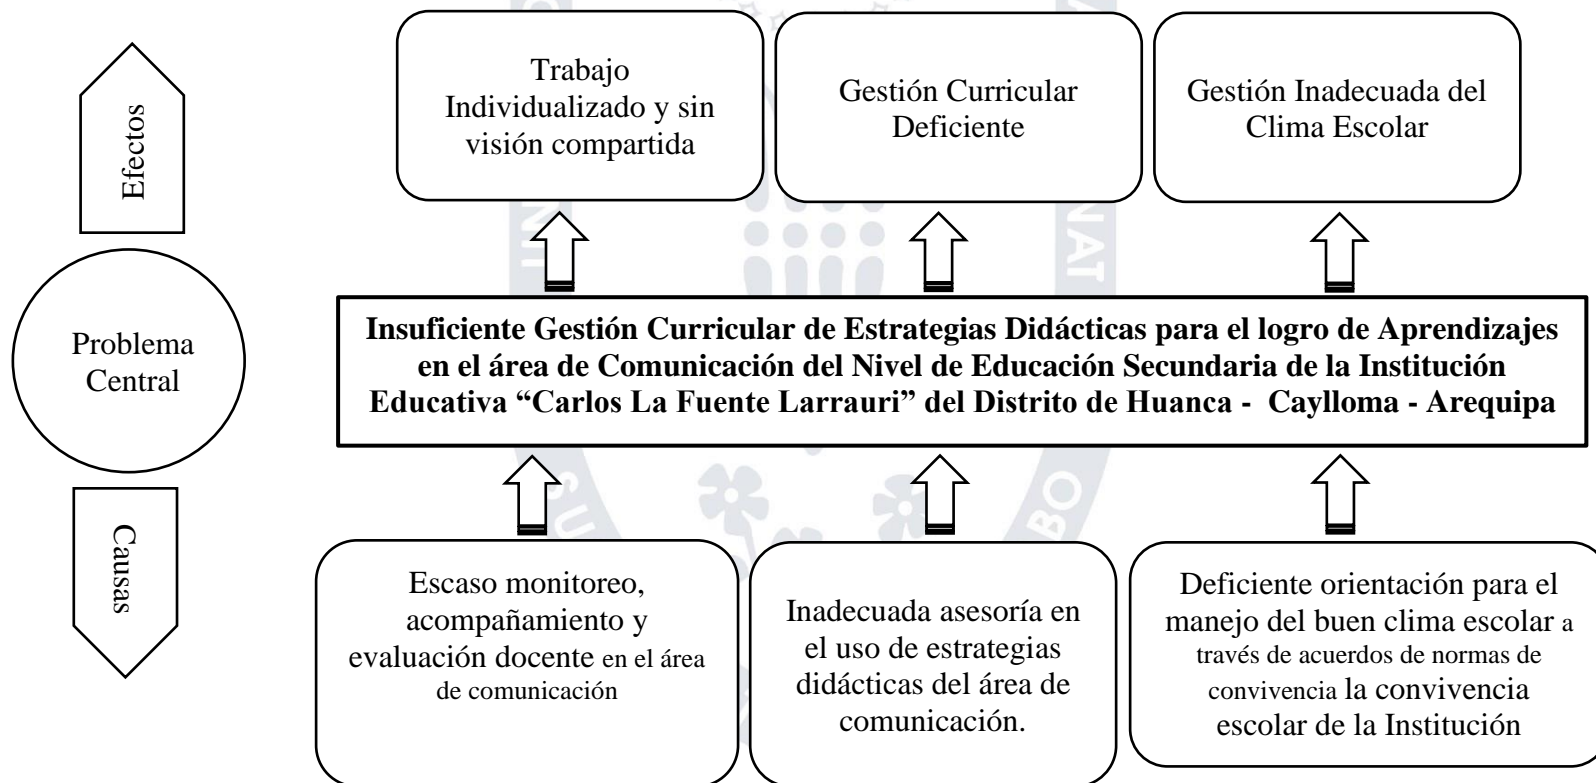 Efectos
Trabajo
Individualizado y sin
visión compartida
Gestión Curricular
Deficiente
Gestión Inadecuada del
Clima Escolar
Problema
Central
Insuficiente Gestión Curricular de Estrategias Didácticas para el logro de Aprendizajes
en el área de Comunicación del Nivel de Educación Secundaria de la Institución
Educativa “Carlos La Fuente Larrauri” del Distrito de Huanca - Caylloma - Arequipa
Causas
Escaso monitoreo,
acompañamiento y
evaluación docente en el área
de comunicación
Inadecuada asesoría en
el uso de estrategias
didácticas del área de
comunicación.
Deficiente orientación para el
manejo del buen clima escolar a
través de acuerdos de normas de
convivencia la convivencia
escolar de la Institución